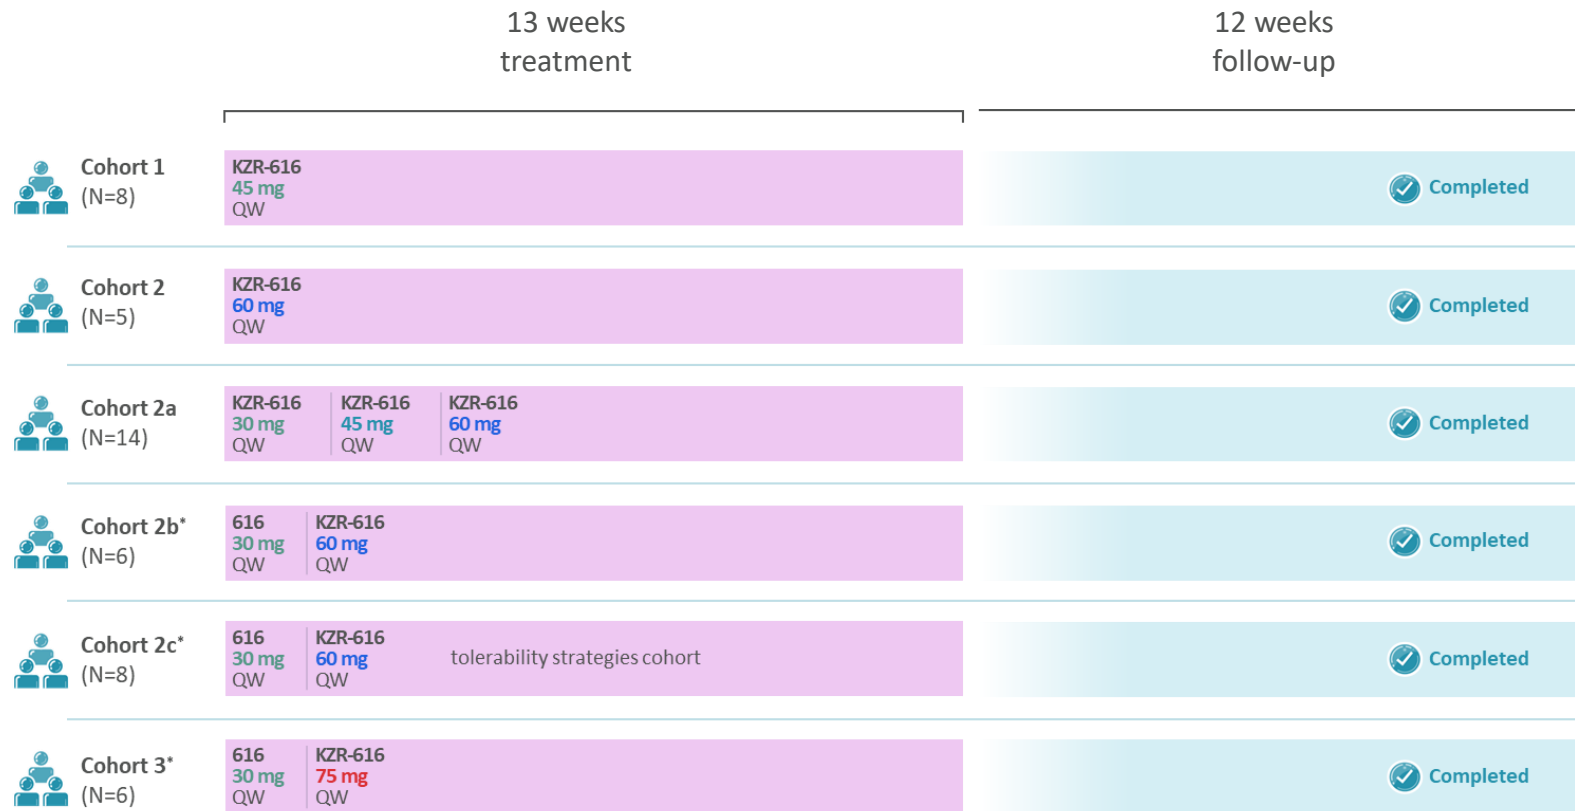 13 weeks
treatment
12 weeks
follow-up
Cohort 1
(N=8)
KZR-616
45 mg
QW
Completed
Cohort 2
(N=5)
KZR-616
60 mg
QW
Completed
Cohort 2a
(N=14)
KZR-616
30 mg
QW
KZR-616
45 mg
QW
KZR-616
60 mg
QW
Completed
Cohort 2b*
(N=6)
616
30 mg
QW
KZR-616
60 mg
QW
Completed
Cohort 2c*
(N=8)
616
30 mg
QW
KZR-616
60 mg
QW
tolerability strategies cohort
Completed
Cohort 3*
(N=6)
616
30 mg
QW
KZR-616
75 mg
QW
Completed